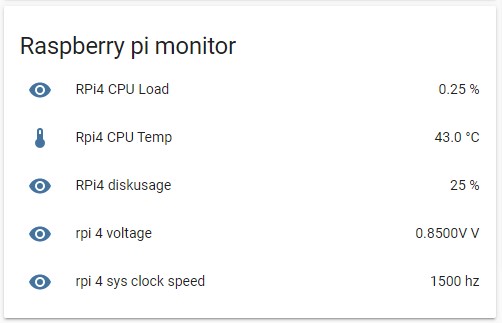 Raspberry pi monitor
RPi4 CPU Load 0.25 %
Rpi4 CPU Temp 43.0 °C
RPi4 diskusage 25 %
rpi 4 voltage 0.8500V V
rpi 4 sys clock speed 1500 hz